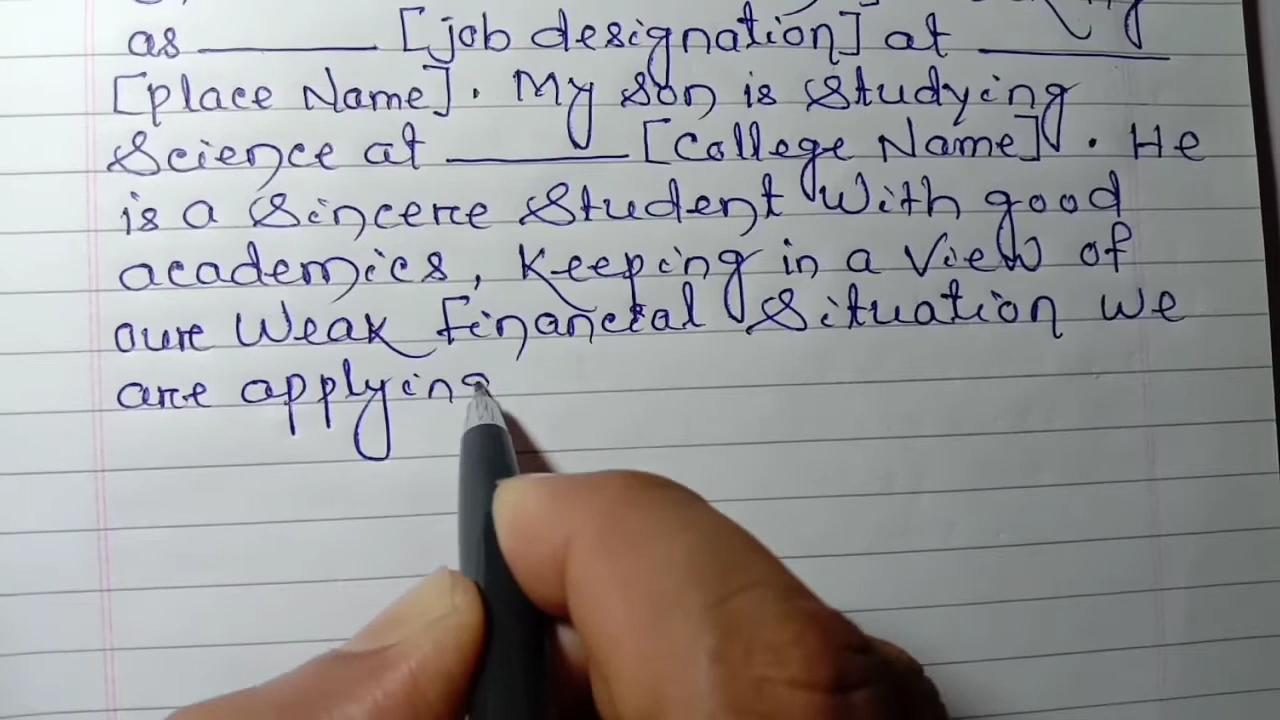 as ______ [job designation] at ______
[place Name]. My son is studying
Science at ______ [College Name]. He
is a sincere student with good
academics, keeping in a view of
our weak financial situation we
are applying